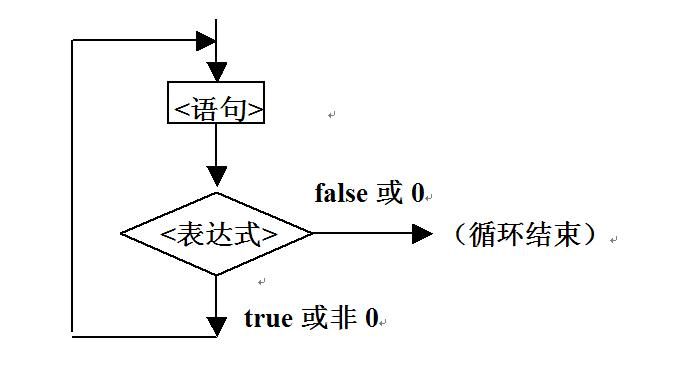 <语句>
false 或 0
<表达式>
（循环结束）
true 或非 0